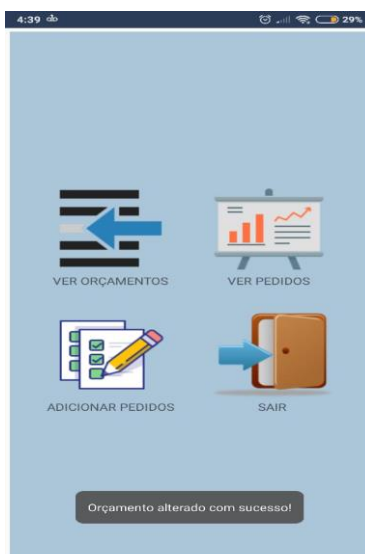 4:39
29%
VER ORÇAMENTOS
VER PEDIDOS
ADICIONAR PEDIDOS
SAIR
Orçamento alterado com sucesso!